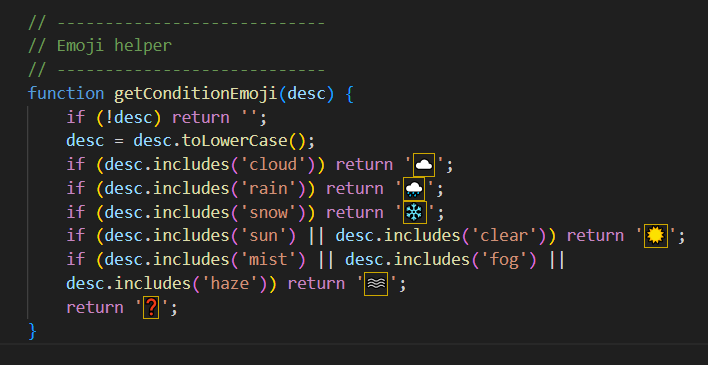 // ----------------------------
// Emoji helper
// ----------------------------
function getConditionEmoji(desc) {
    if (!desc) return '';
    desc = desc.toLowerCase();
    if (desc.includes('cloud')) return '☁️';
    if (desc.includes('rain')) return '🌧️';
    if (desc.includes('snow')) return '❄️';
    if (desc.includes('sun') || desc.includes('clear')) return '☀️';
    if (desc.includes('mist') || desc.includes('fog') ||
    desc.includes('haze')) return '🌫️';
    return '❓';
}